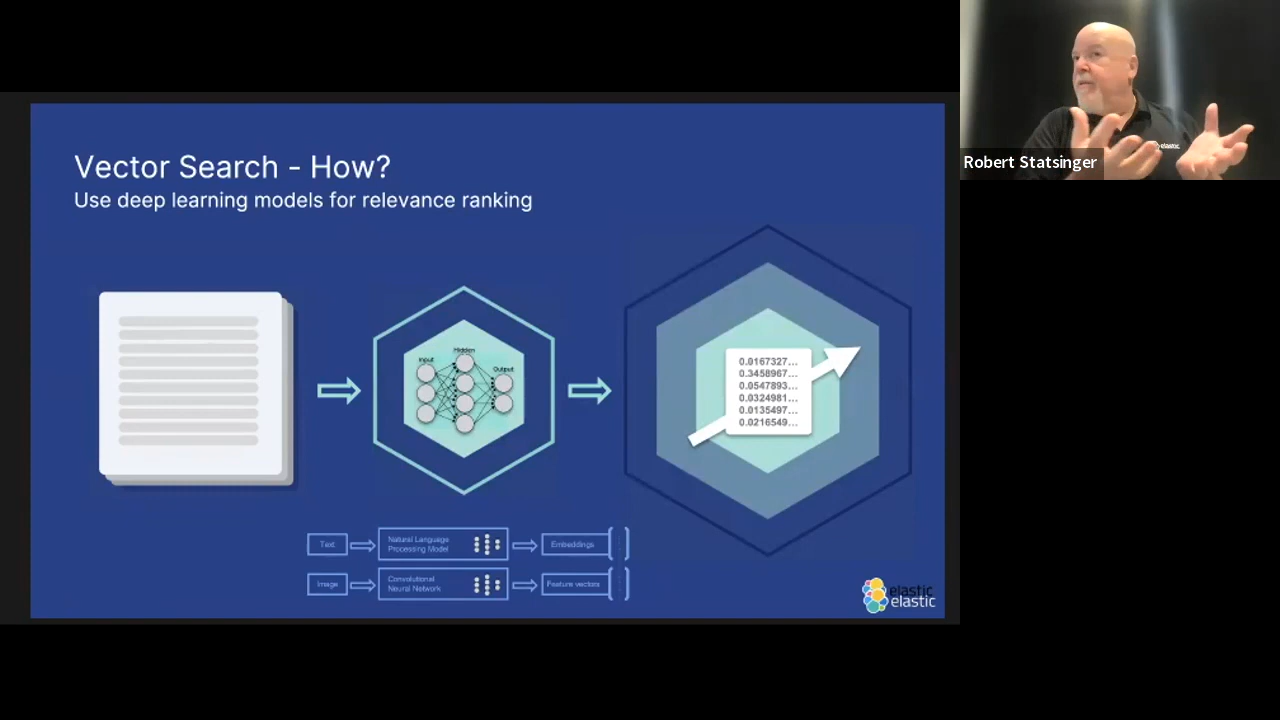 Vector Search - How?
Use deep learning models for relevance ranking
Input
Hidden
Output
0.0167327...
0.3458967...
0.0547893...
0.0324981...
0.0135497...
0.0216549...
Text
Natural Language
Processing Model
Embeddings
Image
Convolutional
Neural Network
Feature vectors
elastic
elastic
elastic
Robert Statsinger